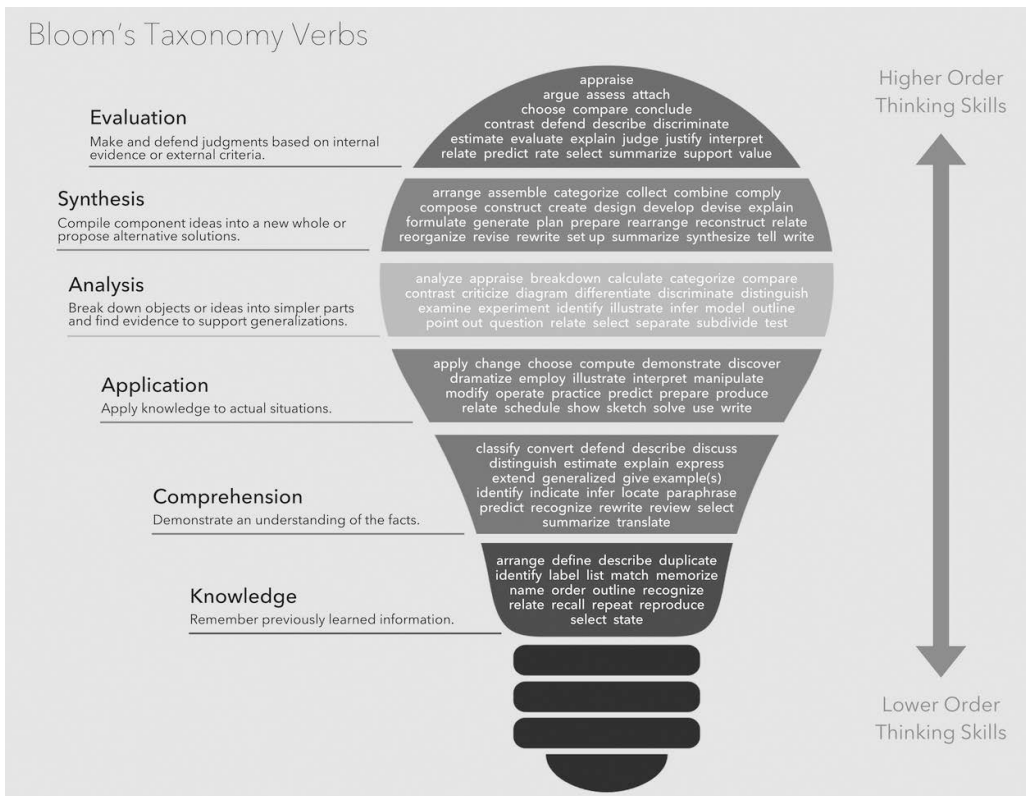 Bloom's Taxonomy Verbs
Higher Order
Thinking Skills
Evaluation
Make and defend judgments based on internal
evidence or external criteria.
appraise
argue assess attach
choose compare conclude
contrast defend describe discriminate
estimate evaluate explain judge justify interpret
relate predict rate select summarize support value
Synthesis
Compile component ideas into a new whole or
propose alternative solutions.
arrange assemble categorize collect combine comply
compose construct create design develop devise explain
formulate generate plan prepare rearrange reconstruct relate
reorganize revise rewrite set up summarize synthesize tell write
Analysis
Break down objects or ideas into simpler parts
and find evidence to support generalizations.
analyze appraise breakdown calculate categorize compare
contrast criticize diagram differentiate discriminate distinguish
examine experiment identify illustrate infer model outline
point out question relate select separate subdivide test
Application
Apply knowledge to actual situations.
apply change choose compute demonstrate discover
dramatize employ illustrate interpret manipulate
modify operate practice predict prepare produce
relate schedule show sketch solve use write
Comprehension
Demonstrate an understanding of the facts.
classify convert defend describe discuss
distinguish estimate explain express
extend generalized give example(s)
identify indicate infer locate paraphrase
predict recognize rewrite review select
summarize translate
Knowledge
Remember previously learned information.
arrange define describe duplicate
identify label list match memorize
name order outline recognize
relate recall repeat reproduce
select state
Lower Order
Thinking Skills